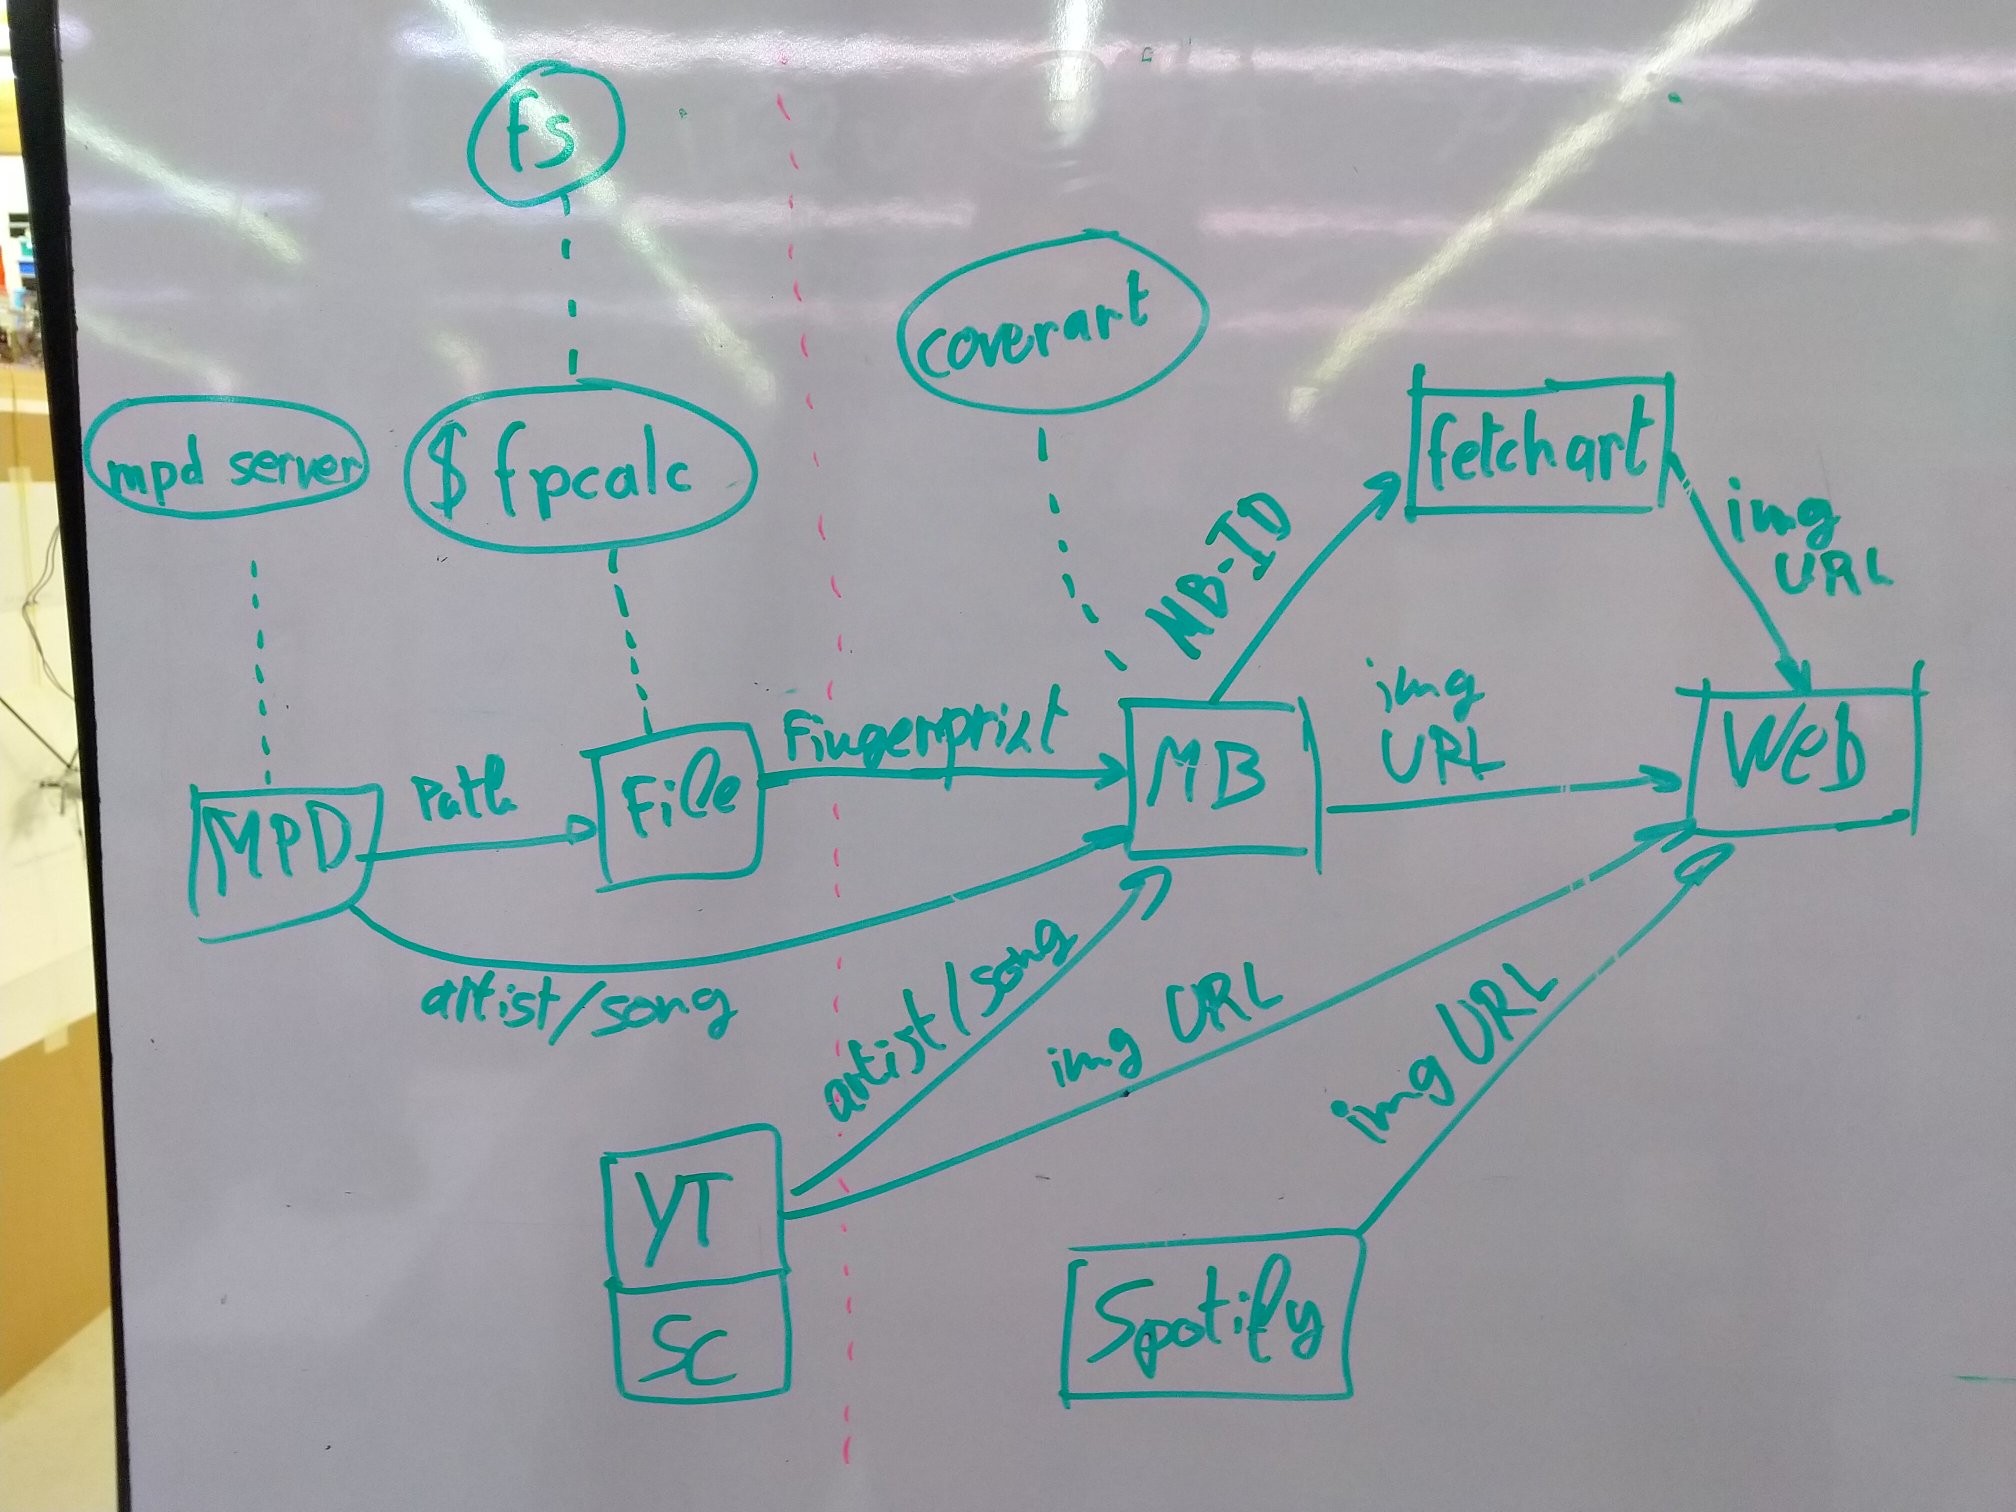 fs
coverart
mpd server
$ fpcalc
fetchart
MB-ID
img
URL
Fingerprint
img
URL
Web
MB
Path
File
MPD
artist/song
artist/song
img URL
img URL
YT
SC
Spotify